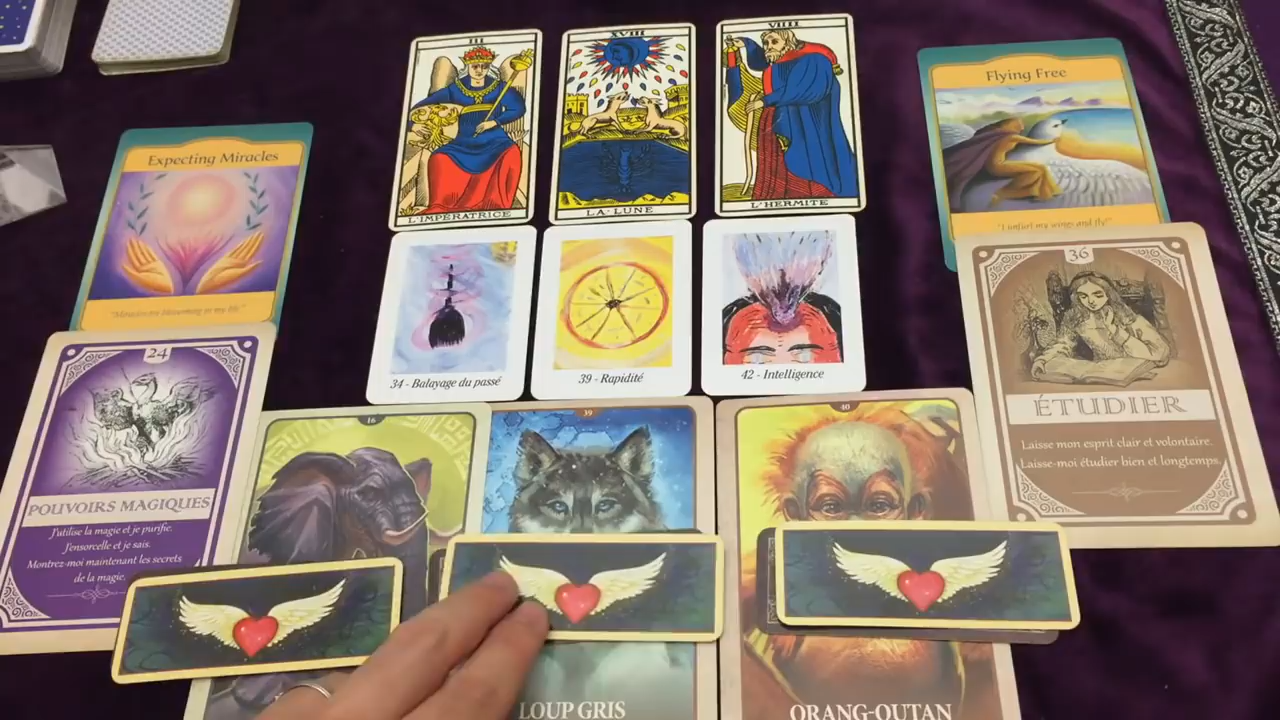 III
L'IMPERATRICE
XVIII
LA·LUNE
VIIII
L'HERMITE
Flying Free
"I unfurl my wings and fly!"
Expecting Miracles
34 - Balayage du passé
39 - Rapidité
42 - Intelligence
24
POUVOIRS MAGIQUES
J'utilise la magie et je purifie.
J'ensorcelle et je sais.
Montrez-moi maintenant les secrets
de la magie.
36
ÉTUDIER
Laisse mon esprit clair et volontaire.
Laisse-moi étudier bien et longtemps.
16
39
LOUP GRIS
40
ORANG-OUTAN